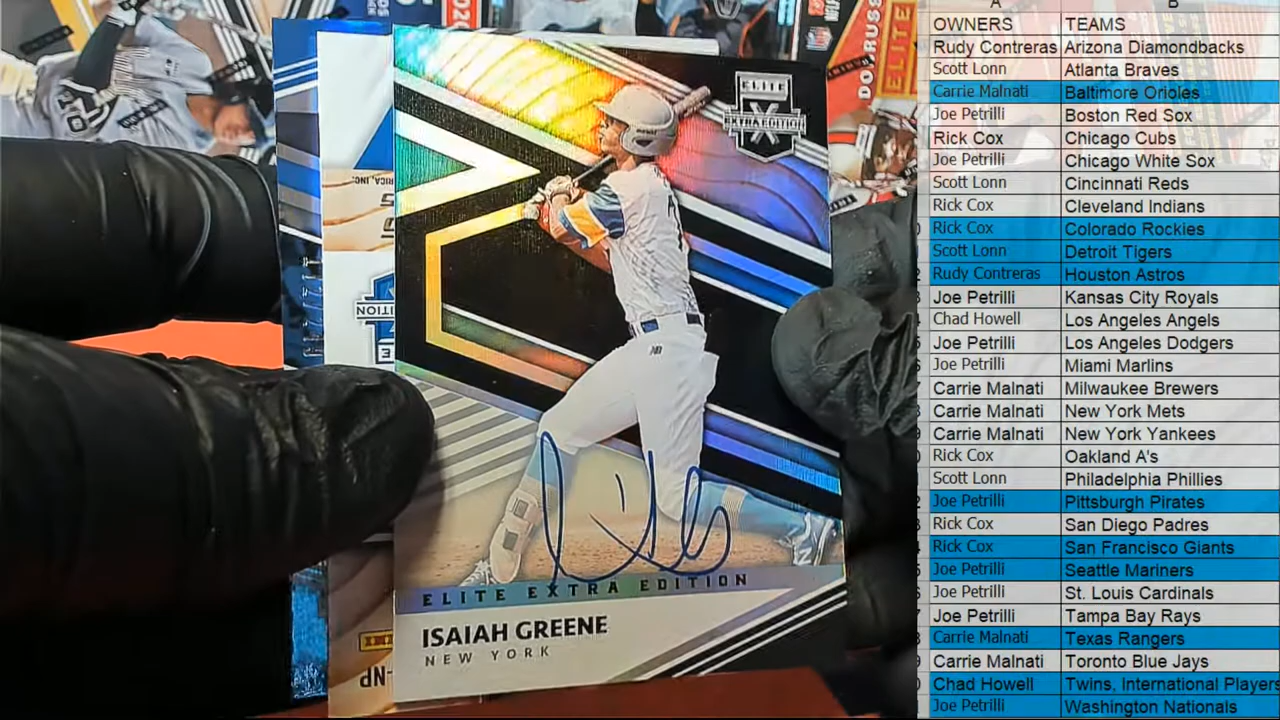 ELITE
EXTRA EDITION
DONRUSS
ELITE
RICA, INC.
ELITE EXTRA EDITION
ISAIAH GREENE
NEW YORK
A B
OWNERS TEAMS
Rudy Contreras Arizona Diamondbacks
Scott Lonn Atlanta Braves
Carrie Malnati Baltimore Orioles
Joe Petrilli Boston Red Sox
Rick Cox Chicago Cubs
Joe Petrilli Chicago White Sox
Scott Lonn Cincinnati Reds
Rick Cox Cleveland Indians
Rick Cox Colorado Rockies
Scott Lonn Detroit Tigers
Rudy Contreras Houston Astros
Joe Petrilli Kansas City Royals
Chad Howell Los Angeles Angels
Joe Petrilli Los Angeles Dodgers
Joe Petrilli Miami Marlins
Carrie Malnati Milwaukee Brewers
Carrie Malnati New York Mets
Carrie Malnati New York Yankees
Rick Cox Oakland A's
Scott Lonn Philadelphia Phillies
Joe Petrilli Pittsburgh Pirates
Rick Cox San Diego Padres
Rick Cox San Francisco Giants
Joe Petrilli Seattle Mariners
Joe Petrilli St. Louis Cardinals
Joe Petrilli Tampa Bay Rays
Carrie Malnati Texas Rangers
Carrie Malnati Toronto Blue Jays
Chad Howell Twins, International Players
Joe Petrilli Washington Nationals